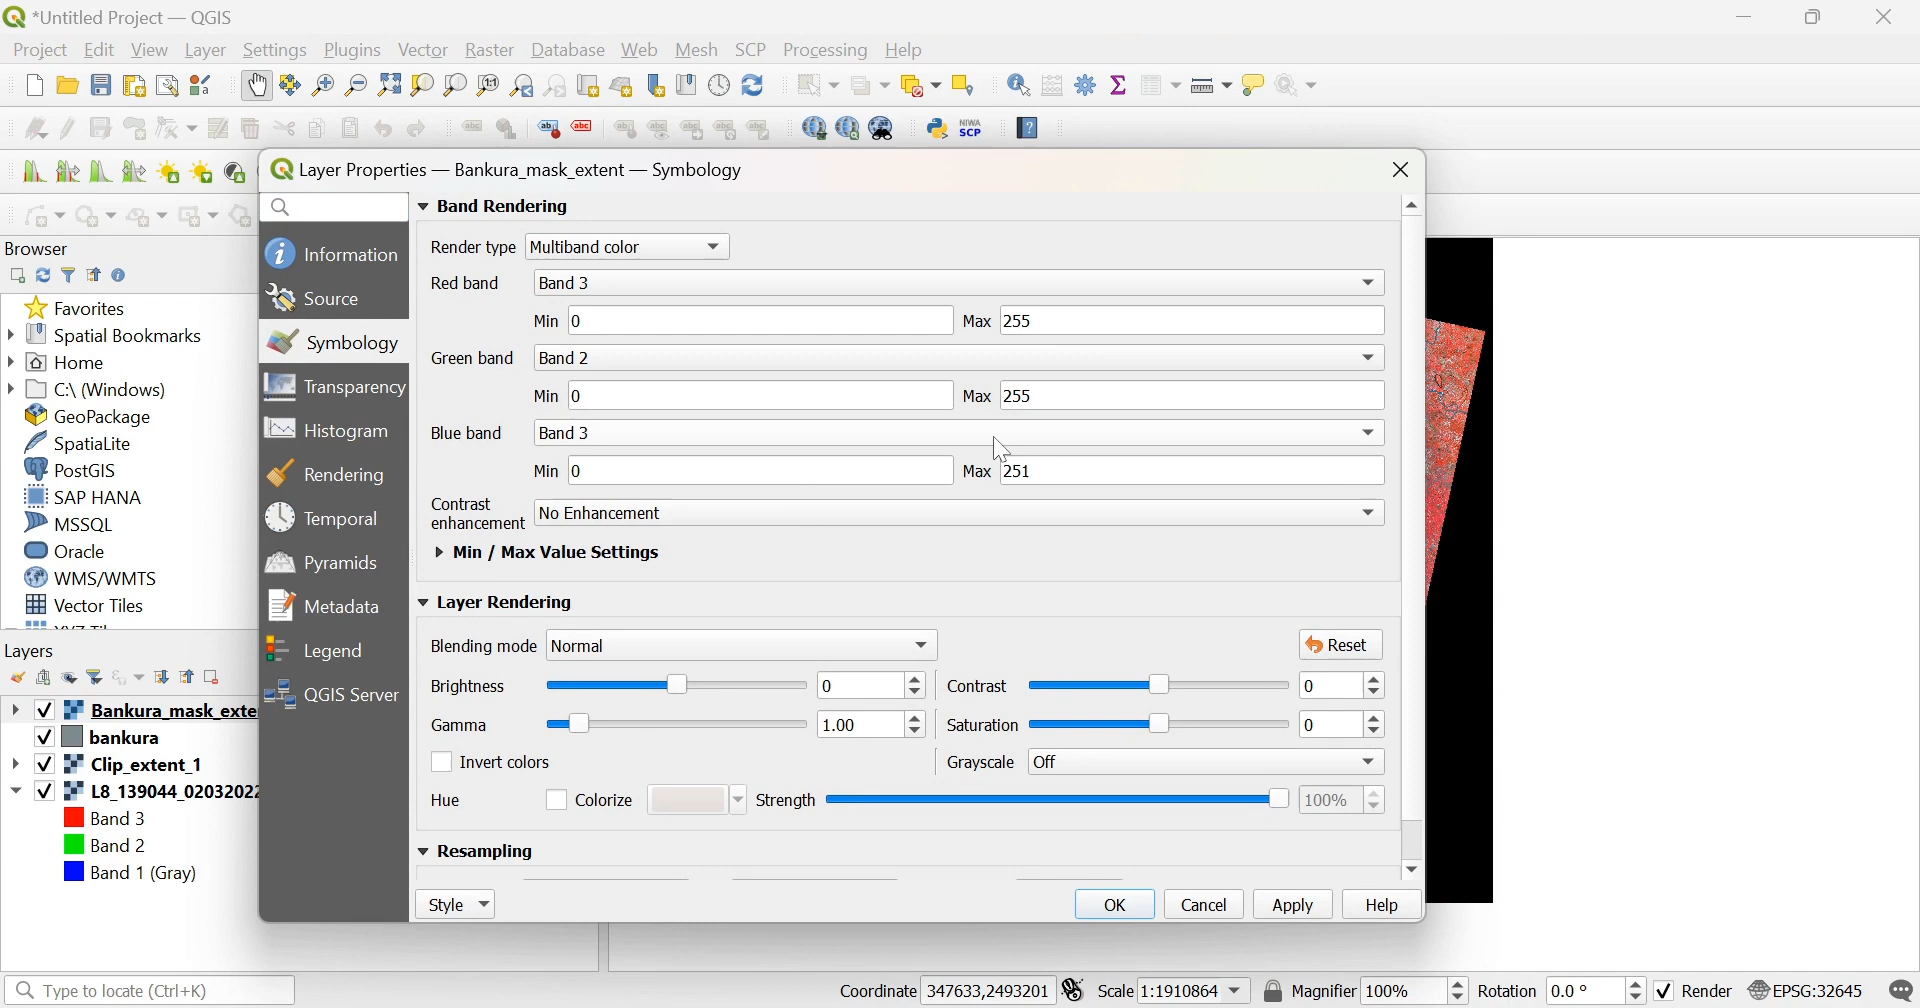 *Untitled Project — QGIS
Project Edit View Layer Settings Plugins Vector Raster Database Web Mesh SCP Processing Help
Layer Properties — Bankura_mask_extent — Symbology
Browser
Favorites
Spatial Bookmarks
Home
C:\ (Windows)
GeoPackage
SpatiaLite
PostGIS
SAP HANA
MSSQL
Oracle
WMS/WMTS
Vector Tiles
Layers
Bankura_mask_exte
bankura
Clip_extent_1
L8_139044_02032022
Band 3
Band 2
Band 1 (Gray)
Information
Source
Symbology
Transparency
Histogram
Rendering
Temporal
Pyramids
Metadata
Legend
QGIS Server
Band Rendering
Render type Multiband color
Red band Band 3
Min 0 Max 255
Green band Band 2
Min 0 Max 255
Blue band Band 3
Min 0 Max 251
Contrast enhancement No Enhancement
Min / Max Value Settings
Layer Rendering
Blending mode Normal Reset
Brightness 0 Contrast 0
Gamma 1.00 Saturation 0
Invert colors Grayscale Off
Hue Colorize Strength 100%
Resampling
Style OK Cancel Apply Help
Type to locate (Ctrl+K) Coordinate 347633,2493201 Scale 1:1910864 Magnifier 100% Rotation 0.0 ° Render EPSG:32645